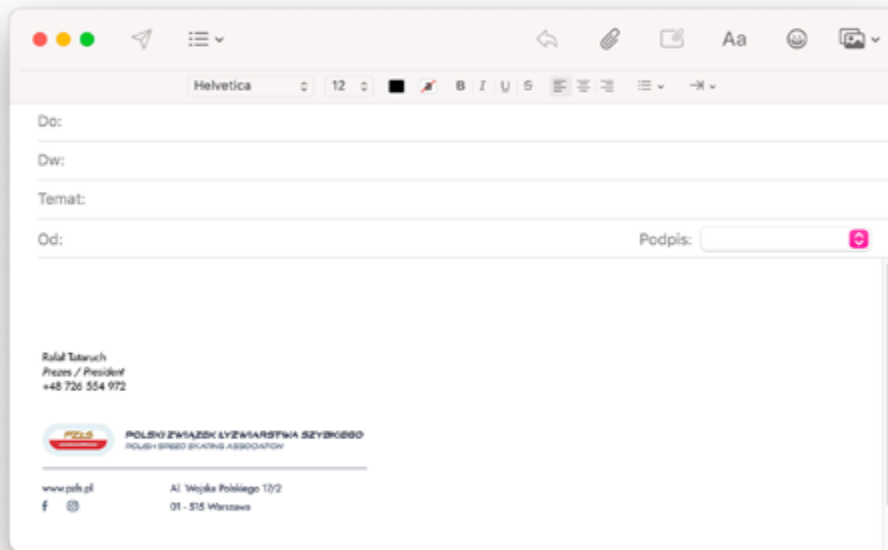 Aa
Helvetica 12 a B I U S
Do:
Dw:
Temat:
Od: Podpis:
Rafał Tataruch
Prezes / President
+48 726 554 972
PZŁS POLSKI ZWIĄZEK ŁYŻWIARSTWA SZYBKIEGO
POLISH SPEED SKATING ASSOCIATION
www.pzls.pl Al. Wojska Polskiego 17/2
01 - 515 Warszawa